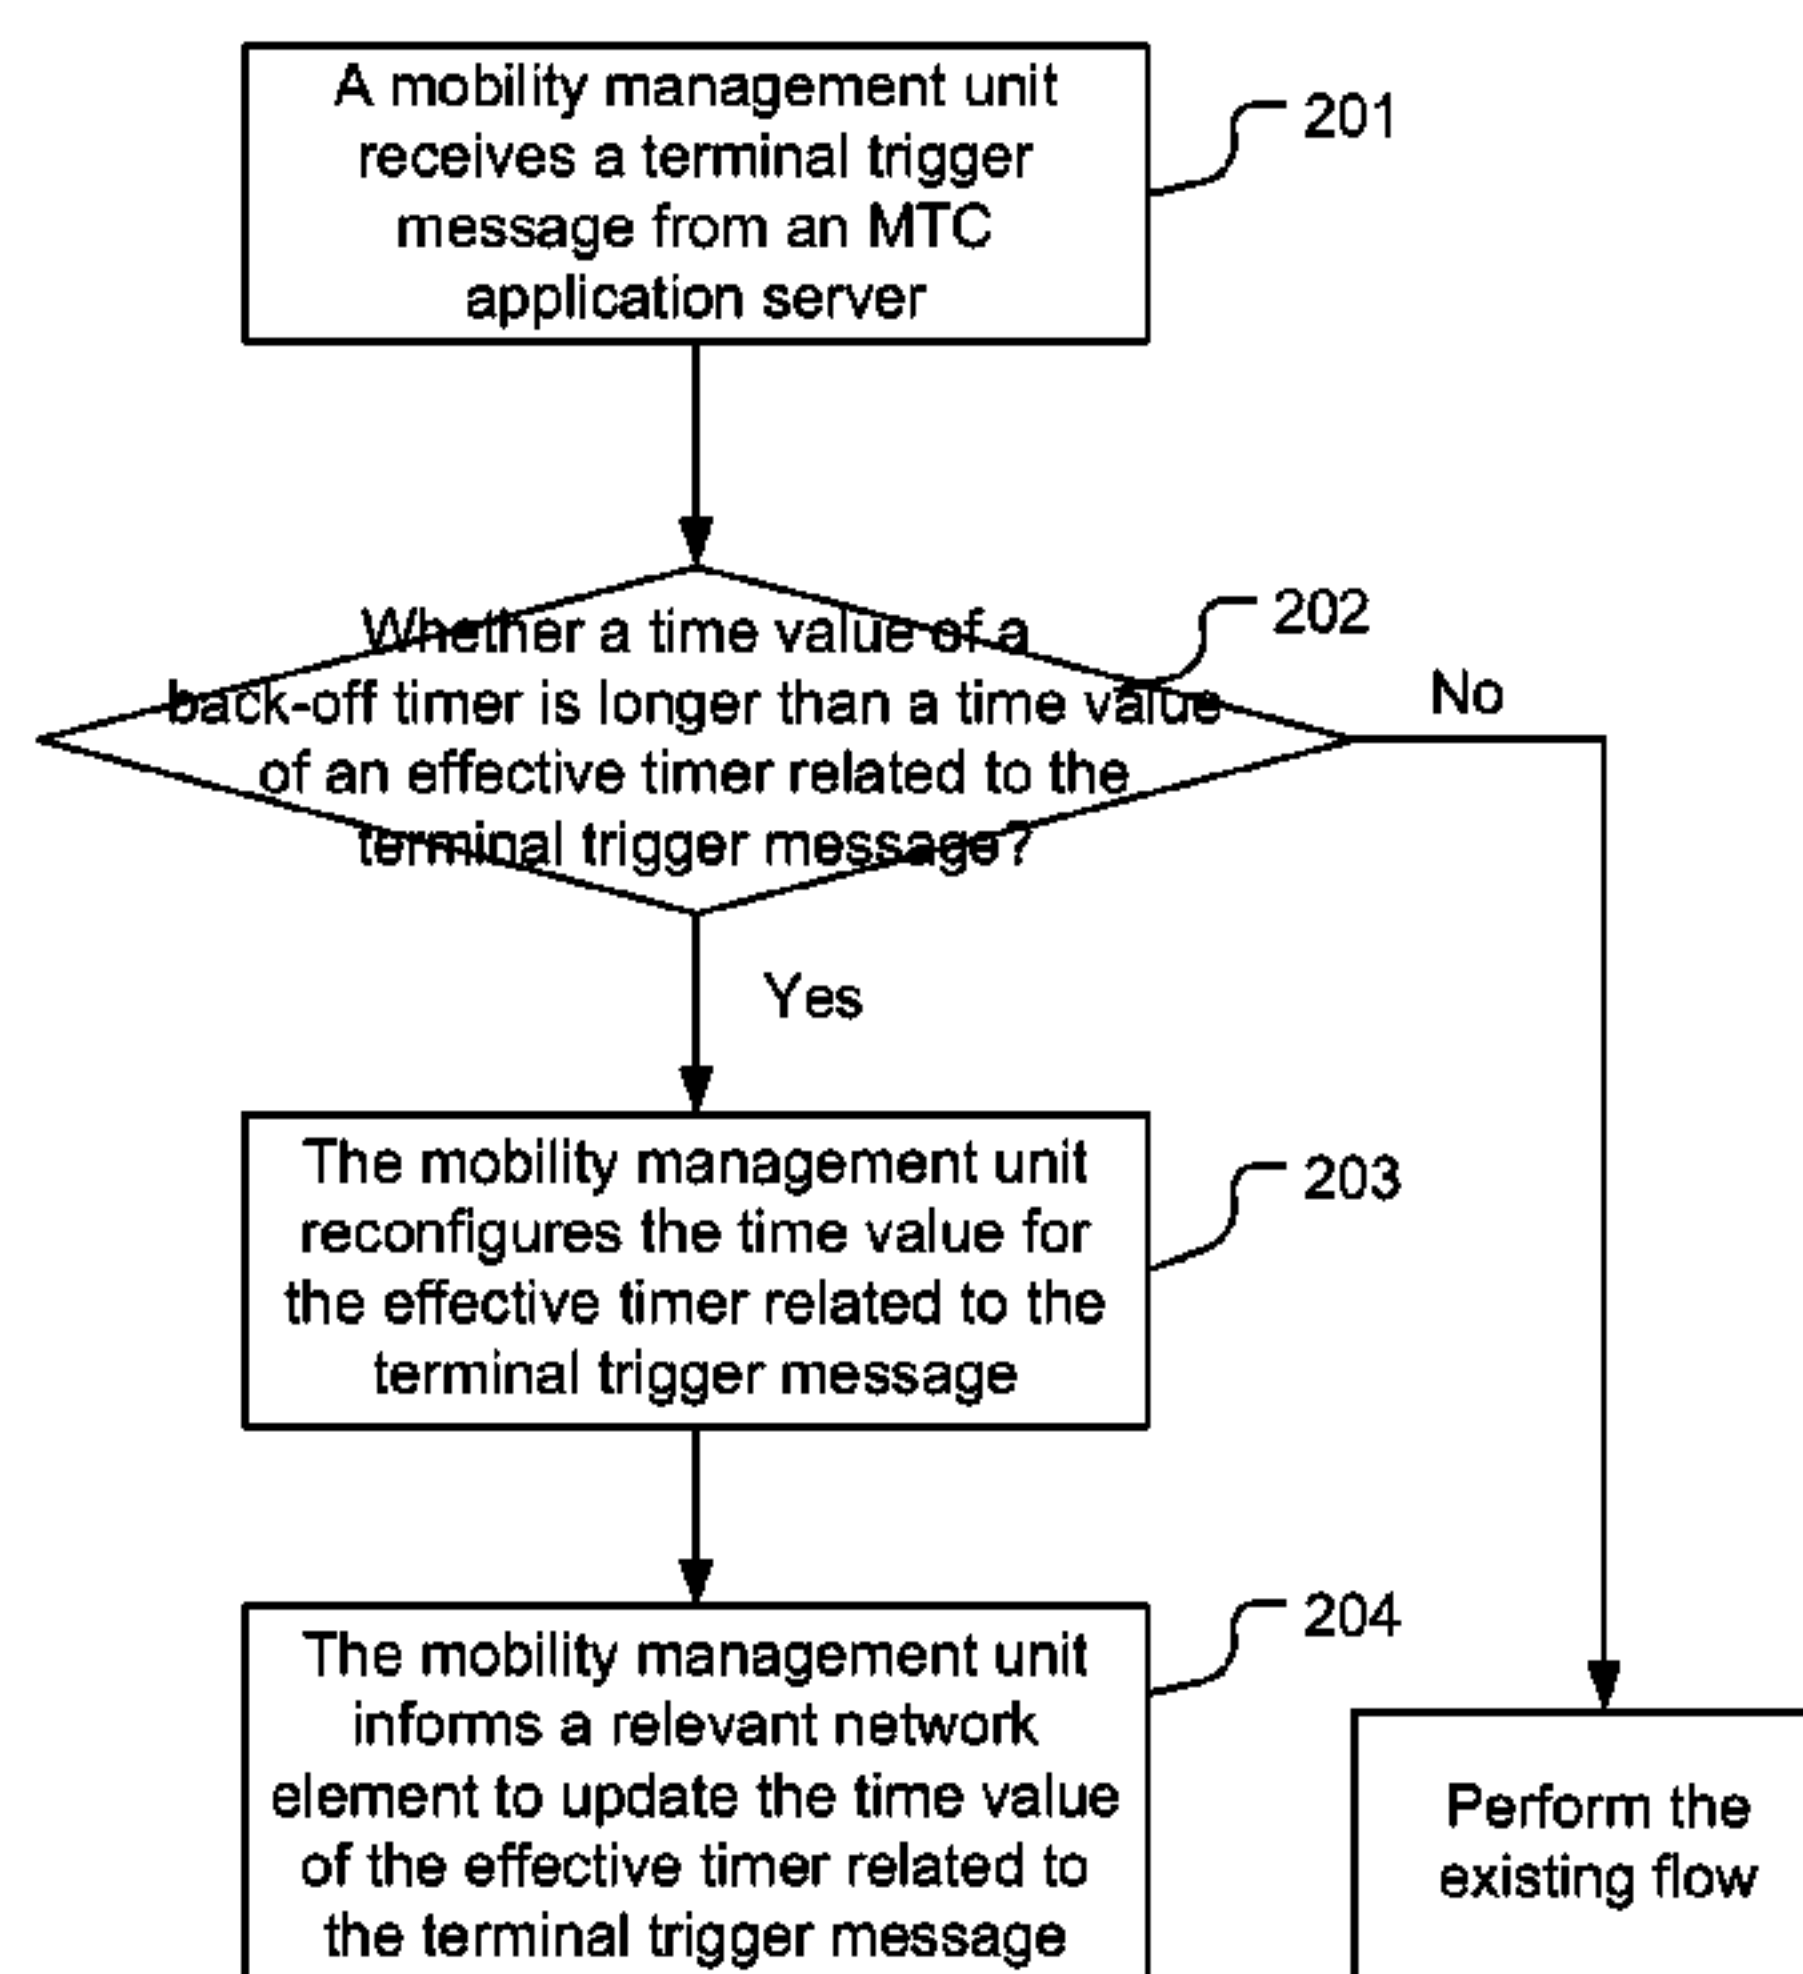 A mobility management unit
receives a terminal trigger
message from an MTC
application server
201
Whether a time value of a
back-off timer is longer than a time value
of an effective timer related to the
terminal trigger message?
202
No
Yes
The mobility management unit
reconfigures the time value for
the effective timer related to the
terminal trigger message
203
The mobility management unit
informs a relevant network
element to update the time value
of the effective timer related to
the terminal trigger message
204
Perform the
existing flow